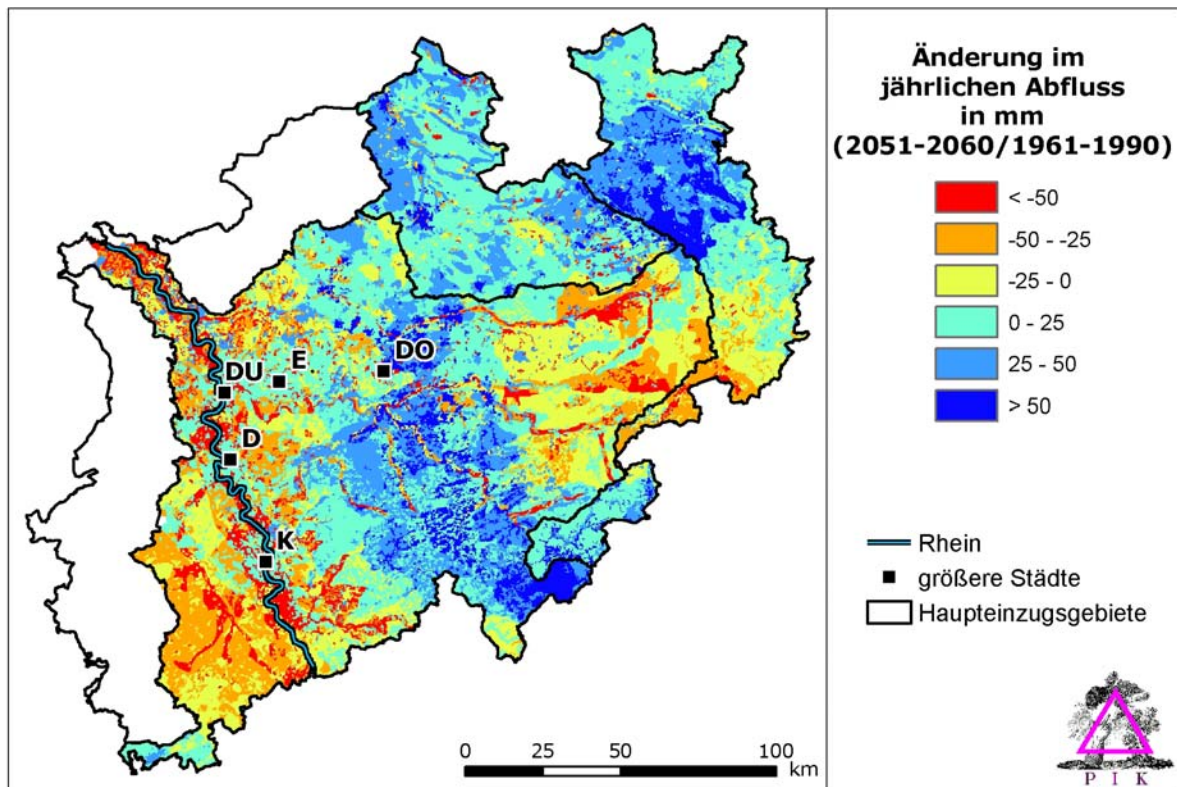 Änderung im
jährlichen Abfluss
in mm
(2051-2060/1961-1990)
< -50
-50 - -25
-25 - 0
0 - 25
25 - 50
> 50
Rhein
größere Städte
Haupteinzugsgebiete
DO
E
DU
D
K
0 25 50 100
km
P I K